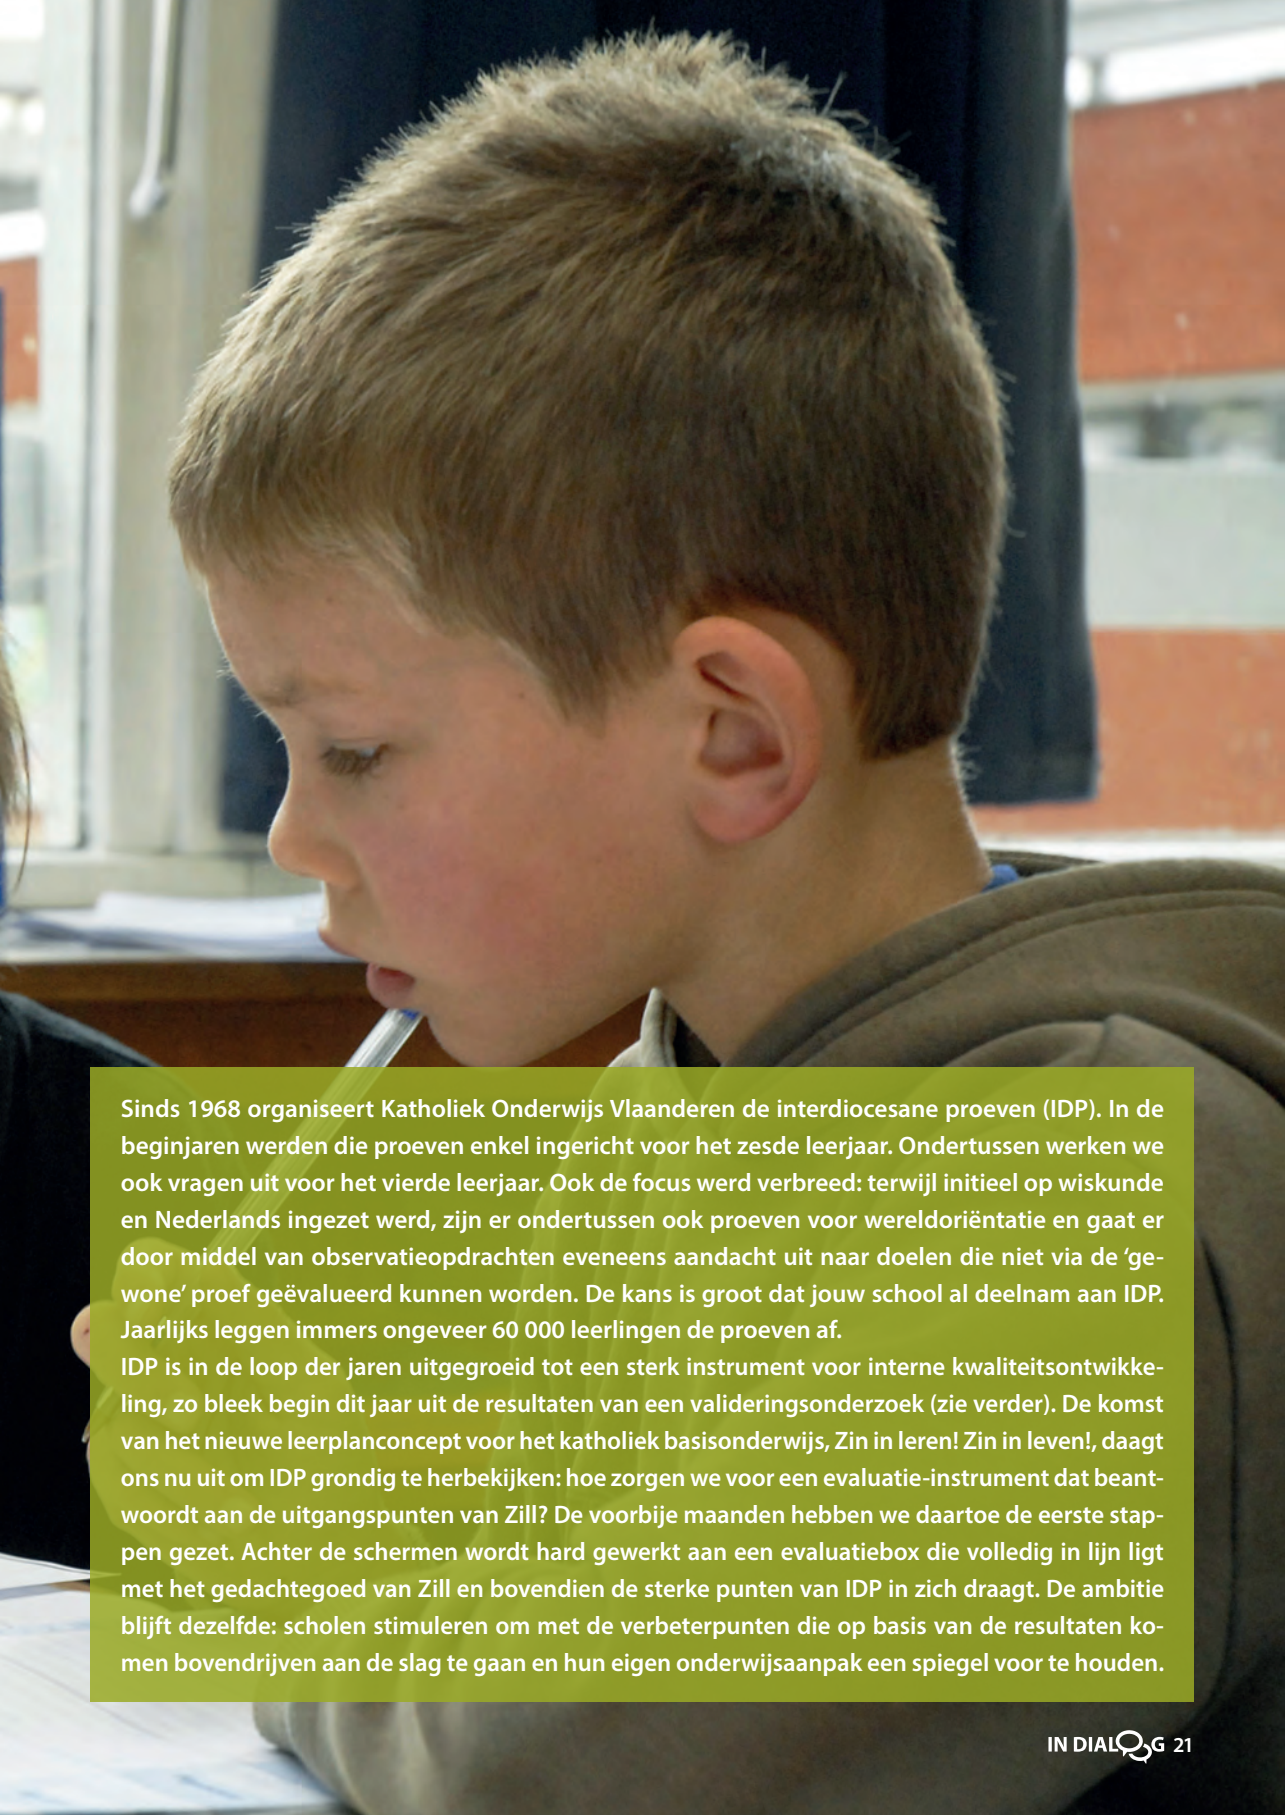 Sinds 1968 organiseert Katholiek Onderwijs Vlaanderen de interdiocesane proeven (IDP). In de
beginjaren werden die proeven enkel ingericht voor het zesde leerjaar. Ondertussen werken we
ook vragen uit voor het vierde leerjaar. Ook de focus werd verbreed: terwijl initieel op wiskunde
en Nederlands ingezet werd, zijn er ondertussen ook proeven voor wereldoriëntatie en gaat er
door middel van observatieopdrachten eveneens aandacht uit naar doelen die niet via de ‘ge-
wone’ proef geëvalueerd kunnen worden. De kans is groot dat jouw school al deelnam aan IDP.
Jaarlijks leggen immers ongeveer 60 000 leerlingen de proeven af.
IDP is in de loop der jaren uitgegroeid tot een sterk instrument voor interne kwaliteitsontwikke-
ling, zo bleek begin dit jaar uit de resultaten van een valideringsonderzoek (zie verder). De komst
van het nieuwe leerplanconcept voor het katholiek basisonderwijs, Zin in leren! Zin in leven!, daagt
ons nu uit om IDP grondig te herbekijken: hoe zorgen we voor een evaluatie-instrument dat beant-
woordt aan de uitgangspunten van Zill? De voorbije maanden hebben we daartoe de eerste stap-
pen gezet. Achter de schermen wordt hard gewerkt aan een evaluatiebox die volledig in lijn ligt
met het gedachtegoed van Zill en bovendien de sterke punten van IDP in zich draagt. De ambitie
blijft dezelfde: scholen stimuleren om met de verbeterpunten die op basis van de resultaten ko-
men bovendrijven aan de slag te gaan en hun eigen onderwijsaanpak een spiegel voor te houden.
IN DIALOOG 21